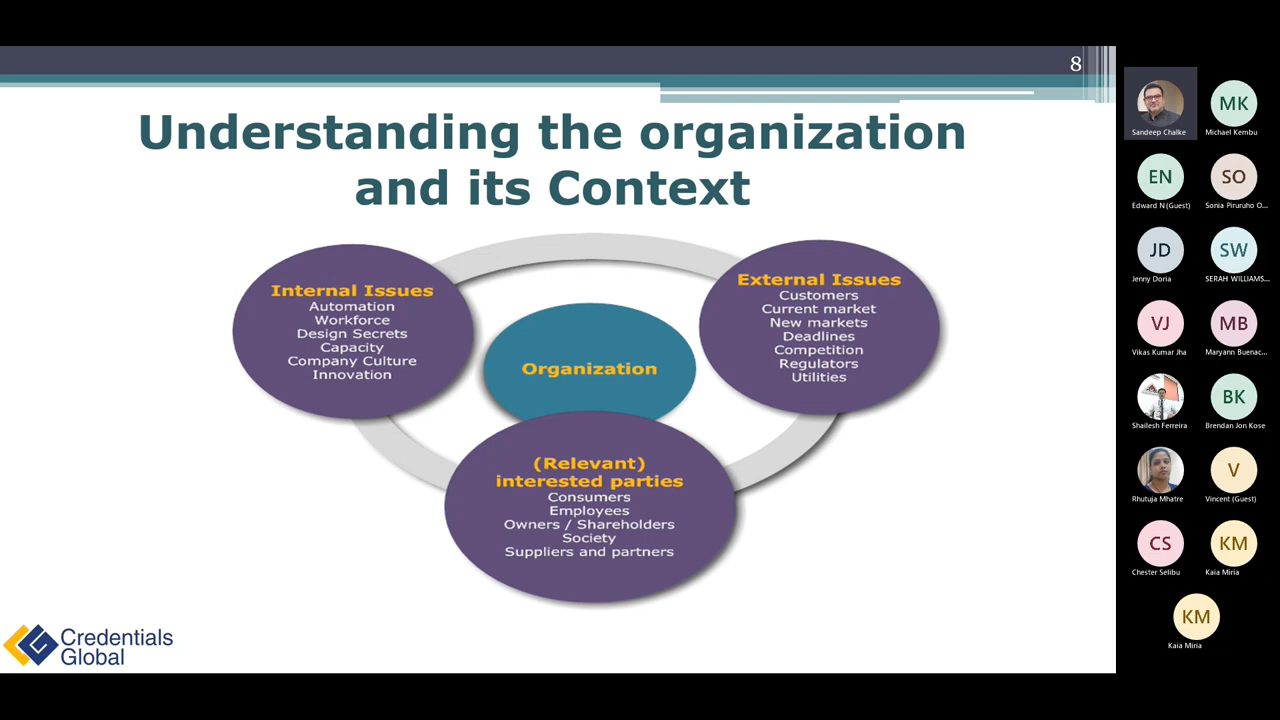 8
Understanding the organization
and its Context
Internal Issues
Automation
Workforce
Design Secrets
Capacity
Company Culture
Innovation
External Issues
Customers
Current market
New markets
Deadlines
Competition
Regulators
Utilities
Organization
(Relevant)
interested parties
Consumers
Employees
Owners / Shareholders
Society
Suppliers and partners
Credentials
Global
Sandeep Chalke
MK
Michael Kembu
EN
Edward N (Guest)
SO
Sonia Piruruho O...
JD
Jenny Doria
SW
SERAH WILLIAMS...
VJ
Vikas Kumar Jha
MB
Maryann Buenac...
Shailesh Ferreira
BK
Brendan Jon Kose
Rhutuja Mhatre
V
Vincent (Guest)
CS
Chester Selibu
KM
Kaia Miria
KM
Kaia Miria